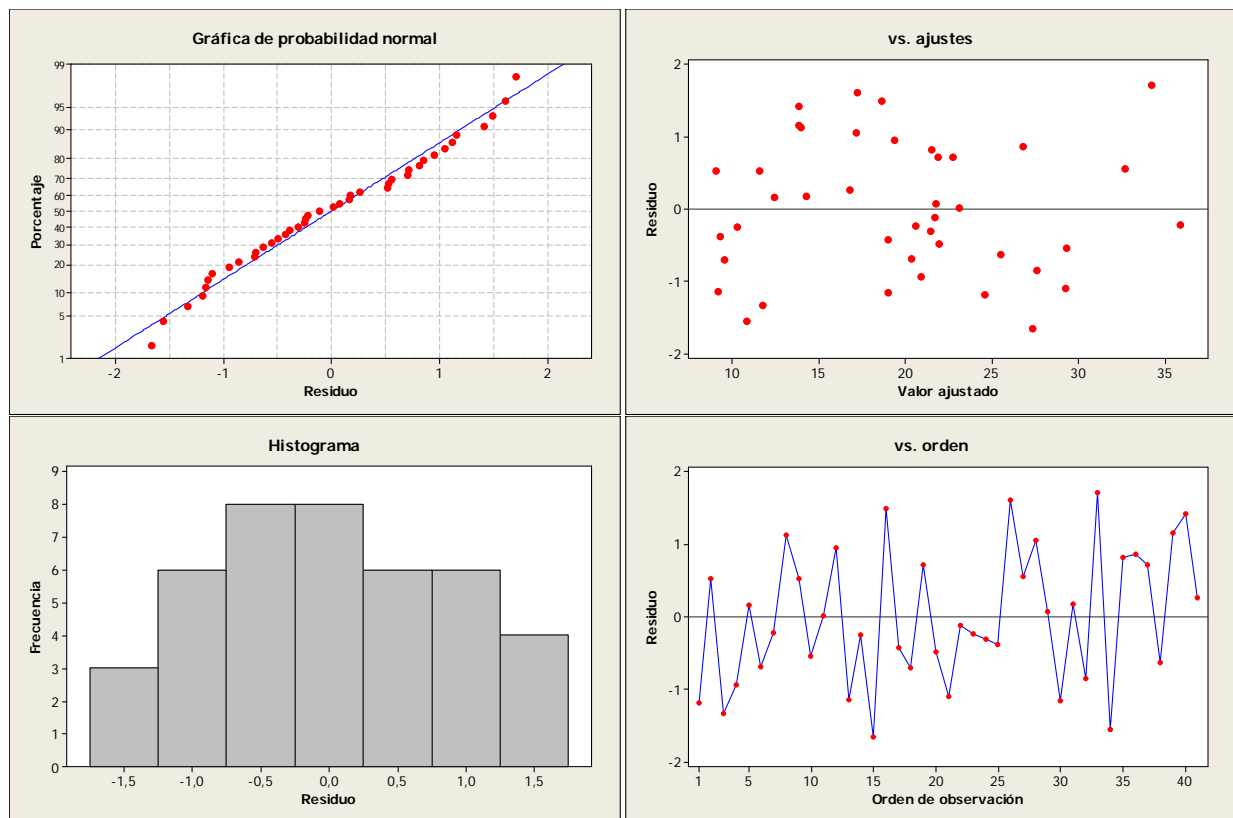 Gráfica de probabilidad normal
99
95
90
80
70
60
50
40
30
20
10
5
1
Porcentaje
-2 -1 0 1 2
Residuo
vs. ajustes
2
1
0
-1
-2
Residuo
10 15 20 25 30 35
Valor ajustado
Histograma
9
8
7
6
5
4
3
2
1
0
Frecuencia
-1,5 -1,0 -0,5 0,0 0,5 1,0 1,5
Residuo
vs. orden
2
1
0
-1
-2
Residuo
1 5 10 15 20 25 30 35 40
Orden de observación